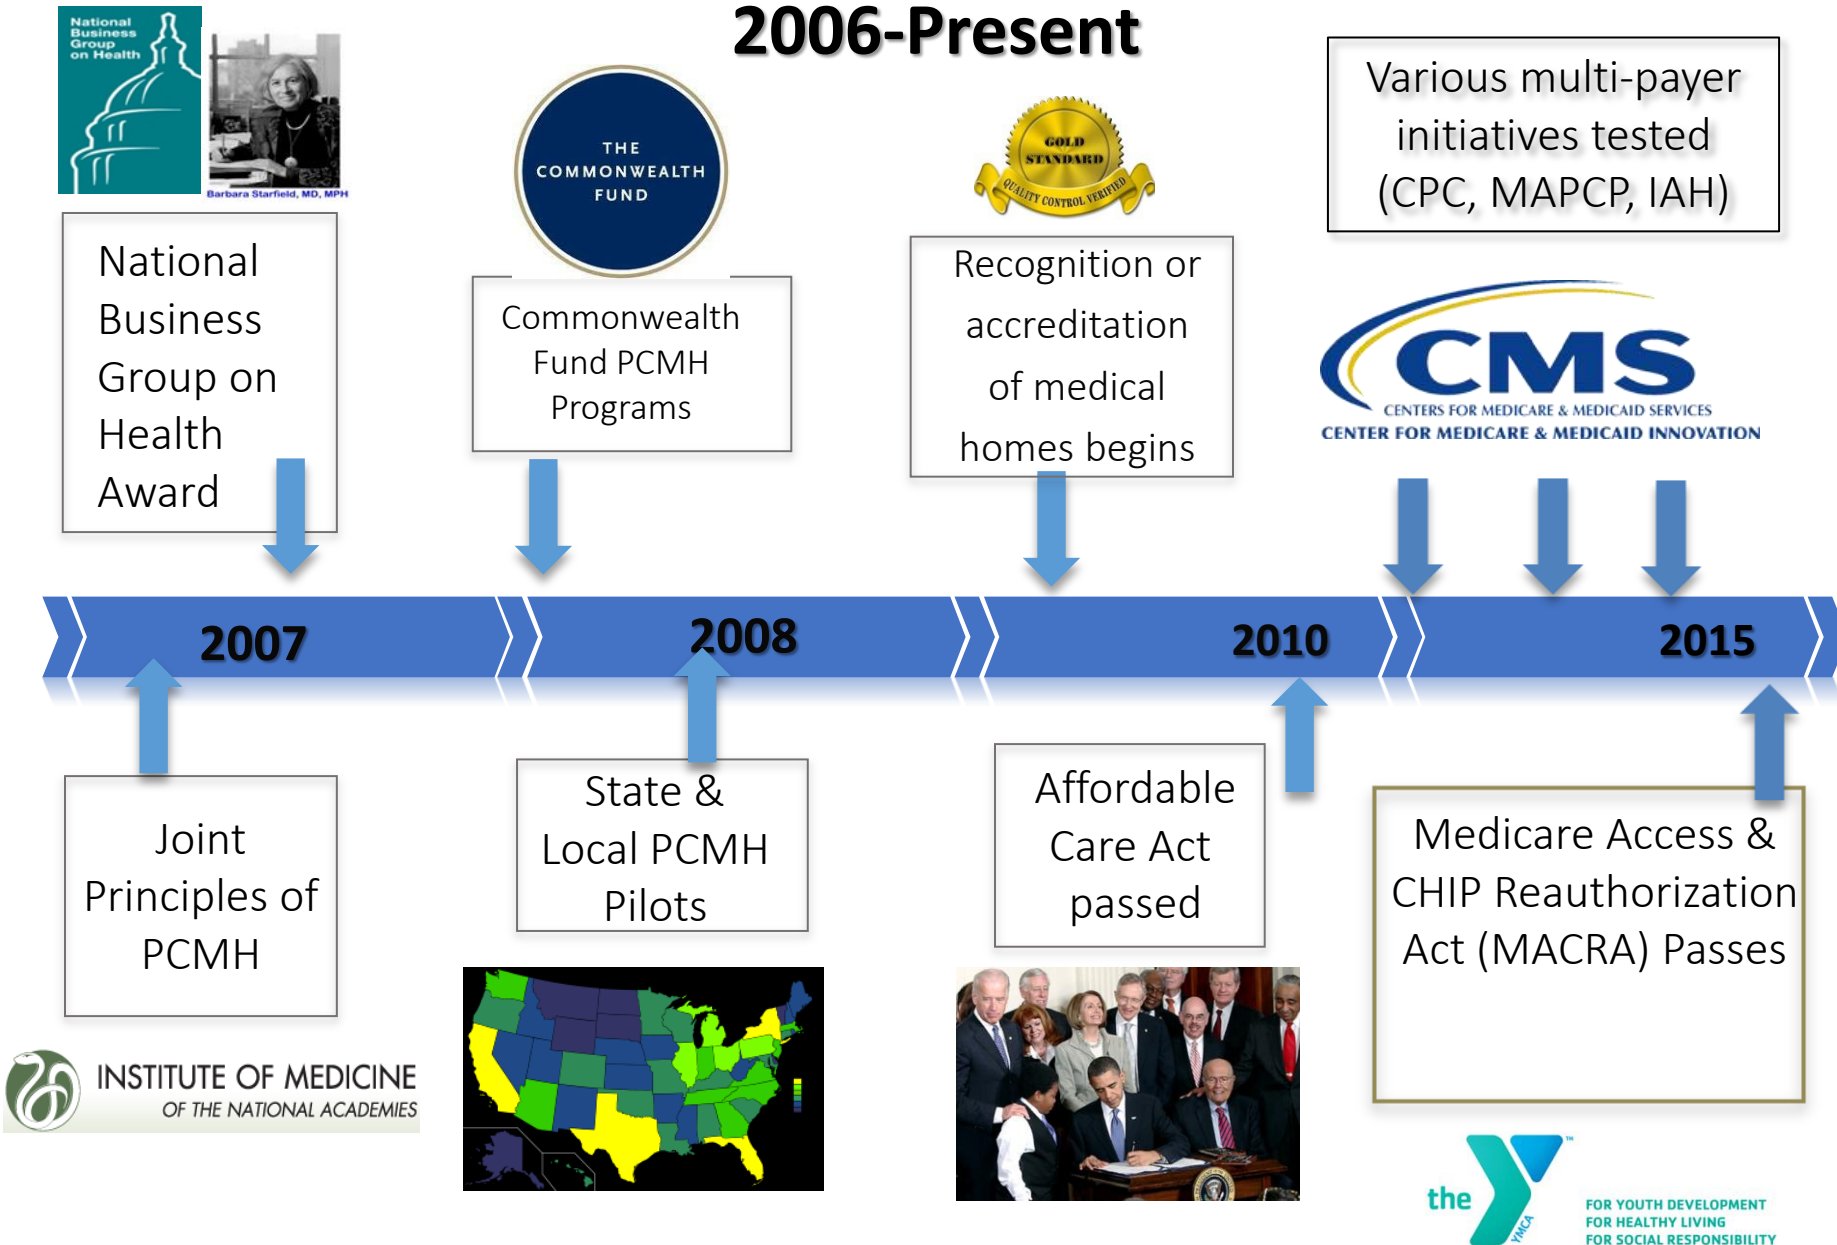 2006-Present
National
Business
Group
on Health
Barbara Starfield, MD, MPH
National
Business
Group on
Health
Award
THE
COMMONWEALTH
FUND
Commonwealth
Fund PCMH
Programs
GOLD
STANDARD
QUALITY CONTROL VERIFIED
Recognition or
accreditation
of medical
homes begins
Various multi-payer
initiatives tested
(CPC, MAPCP, IAH)
CMS
CENTERS FOR MEDICARE & MEDICAID SERVICES
CENTER FOR MEDICARE & MEDICAID INNOVATION
2007
2008
2010
2015
Joint
Principles of
PCMH
INSTITUTE OF MEDICINE
OF THE NATIONAL ACADEMIES
State &
Local PCMH
Pilots
Affordable
Care Act
passed
Medicare Access &
CHIP Reauthorization
Act (MACRA) Passes
the
YMCA
TM
FOR YOUTH DEVELOPMENT
FOR HEALTHY LIVING
FOR SOCIAL RESPONSIBILITY